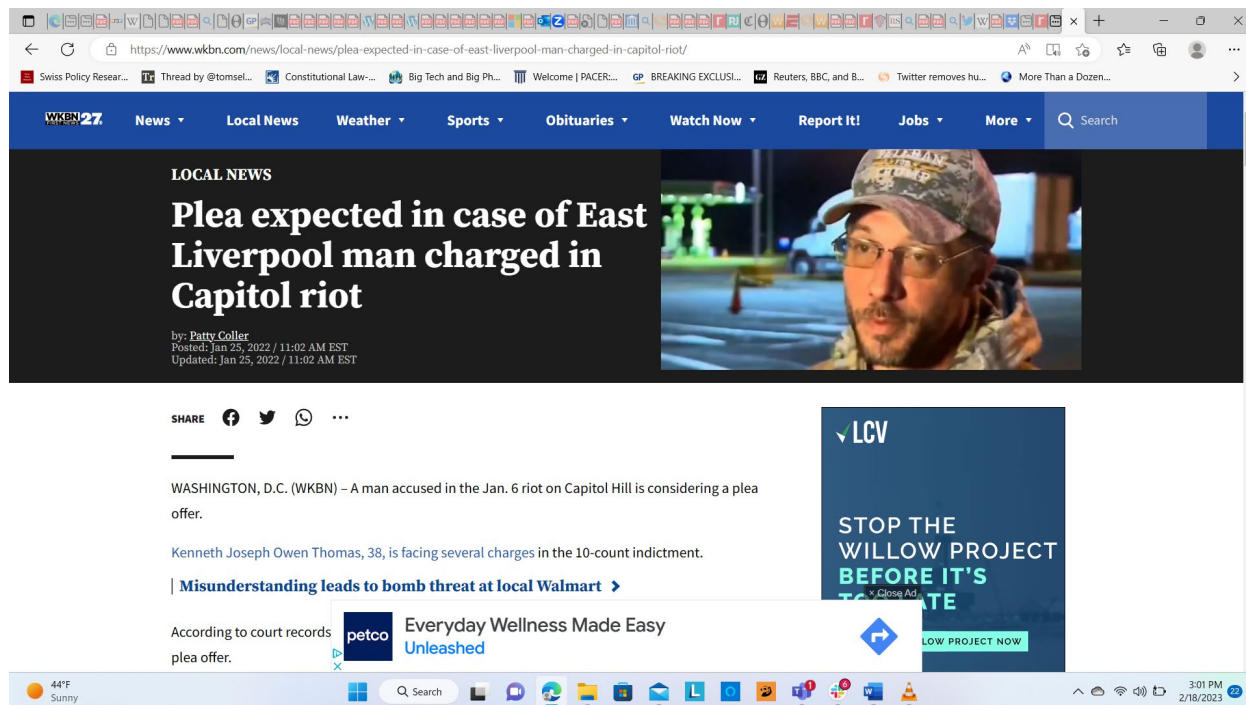 https://www.wkbn.com/news/local-news/plea-expected-in-case-of-east-liverpool-man-charged-in-capitol-riot/
Swiss Policy Resear... Thread by @tomsel... Constitutional Law-... Big Tech and Big Ph... Welcome | PACER:... GP BREAKING EXCLUSI... GZ Reuters, BBC, and B... Twitter removes hu... More Than a Dozen...
WKBN 27 News Local News Weather Sports Obituaries Watch Now Report It! Jobs More Search
LOCAL NEWS
Plea expected in case of East
Liverpool man charged in
Capitol riot
by: Patty Coller
Posted: Jan 25, 2022 / 11:02 AM EST
Updated: Jan 25, 2022 / 11:02 AM EST
VETERAN
SHARE
WASHINGTON, D.C. (WKBN) – A man accused in the Jan. 6 riot on Capitol Hill is considering a plea
offer.
Kenneth Joseph Owen Thomas, 38, is facing several charges in the 10-count indictment.
Misunderstanding leads to bomb threat at local Walmart
According to court records
plea offer.
LCV
STOP THE
WILLOW PROJECT
BEFORE IT'S
× Close Ad
LOW PROJECT NOW
petco
Everyday Wellness Made Easy
Unleashed
44°F
Sunny
Search
3:01 PM
2/18/2023
22